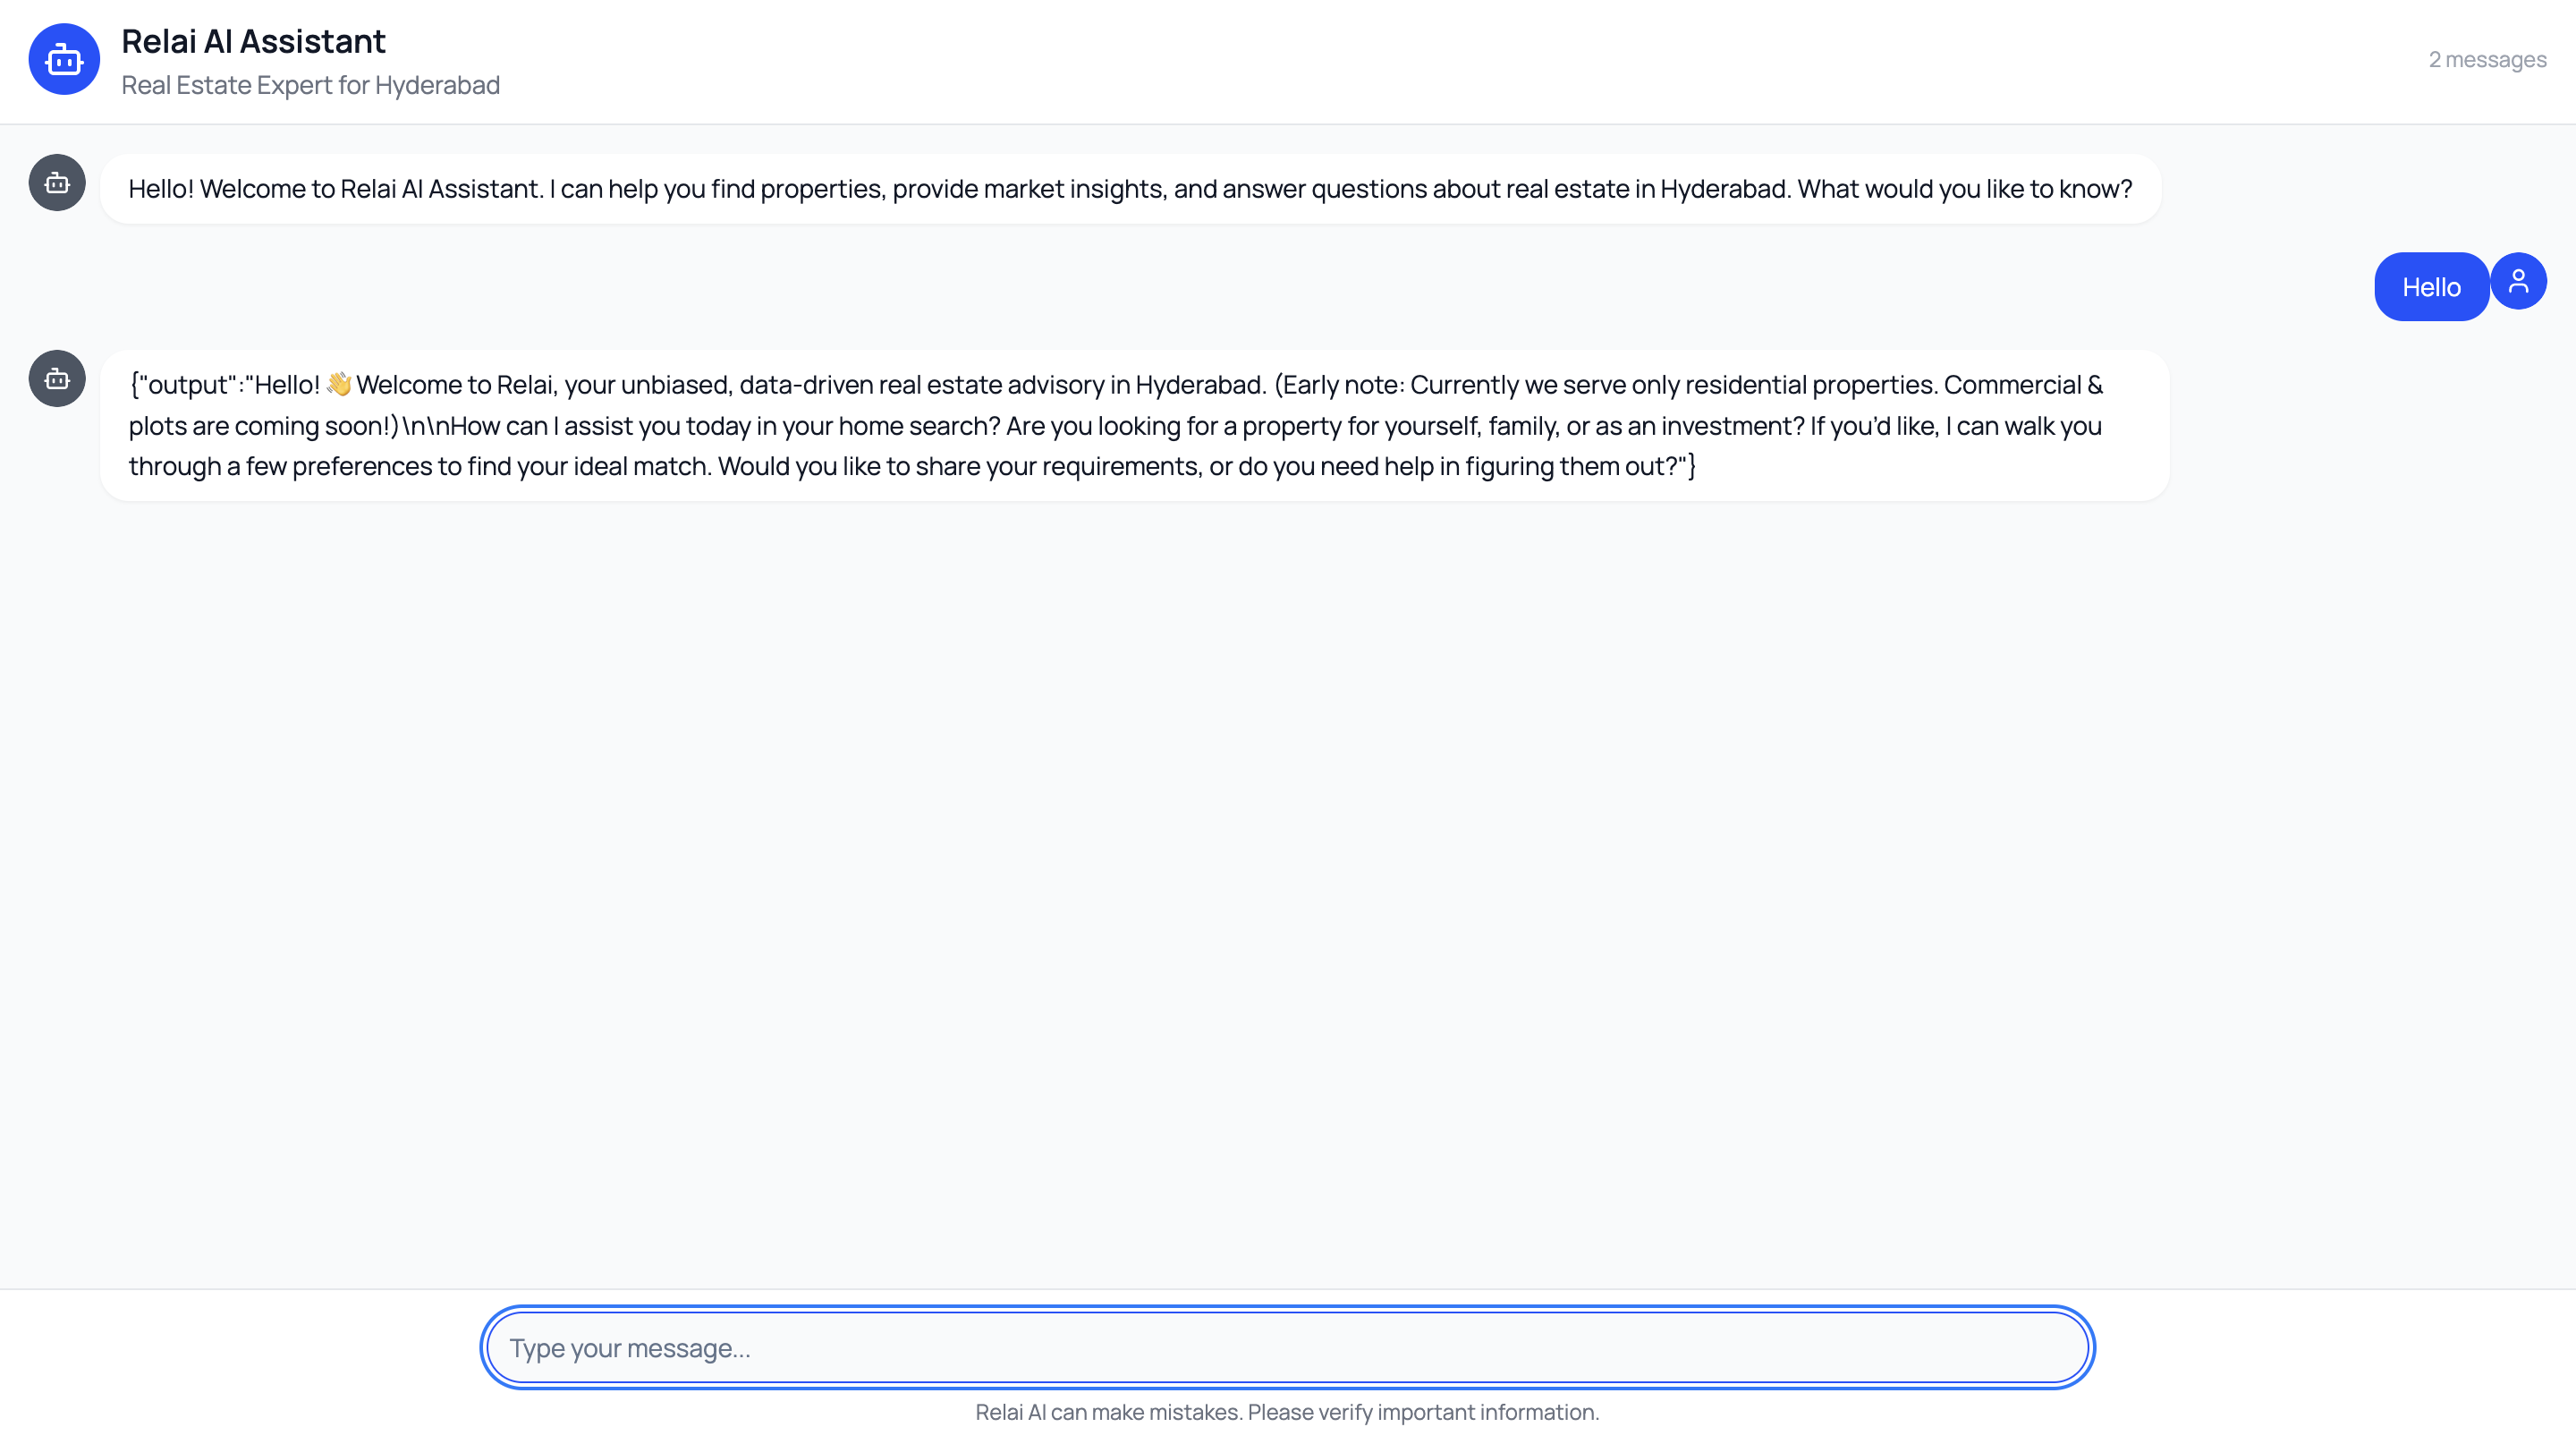 Relai AI Assistant
Real Estate Expert for Hyderabad
2 messages
Hello! Welcome to Relai AI Assistant. I can help you find properties, provide market insights, and answer questions about real estate in Hyderabad. What would you like to know?
Hello
{"output":"Hello! 👋 Welcome to Relai, your unbiased, data-driven real estate advisory in Hyderabad. (Early note: Currently we serve only residential properties. Commercial &
plots are coming soon!)\n\nHow can I assist you today in your home search? Are you looking for a property for yourself, family, or as an investment? If you’d like, I can walk you
through a few preferences to find your ideal match. Would you like to share your requirements, or do you need help in figuring them out?"}
Type your message...
Relai AI can make mistakes. Please verify important information.